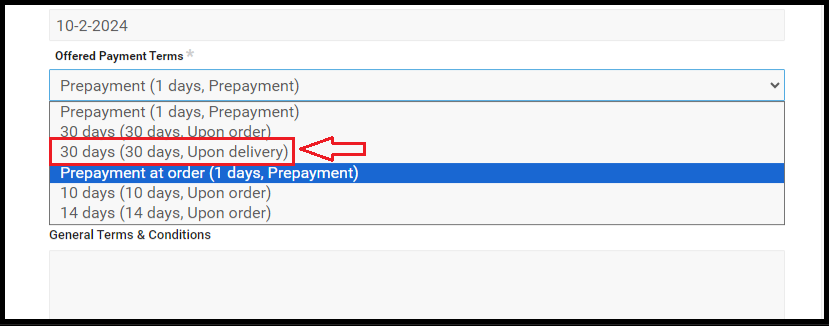 10-2-2024
Offered Payment Terms *
Prepayment (1 days, Prepayment)
Prepayment (1 days, Prepayment)
30 days (30 days, Upon order)
30 days (30 days, Upon delivery)
Prepayment at order (1 days, Prepayment)
10 days (10 days, Upon order)
14 days (14 days, Upon order)
General Terms & Conditions